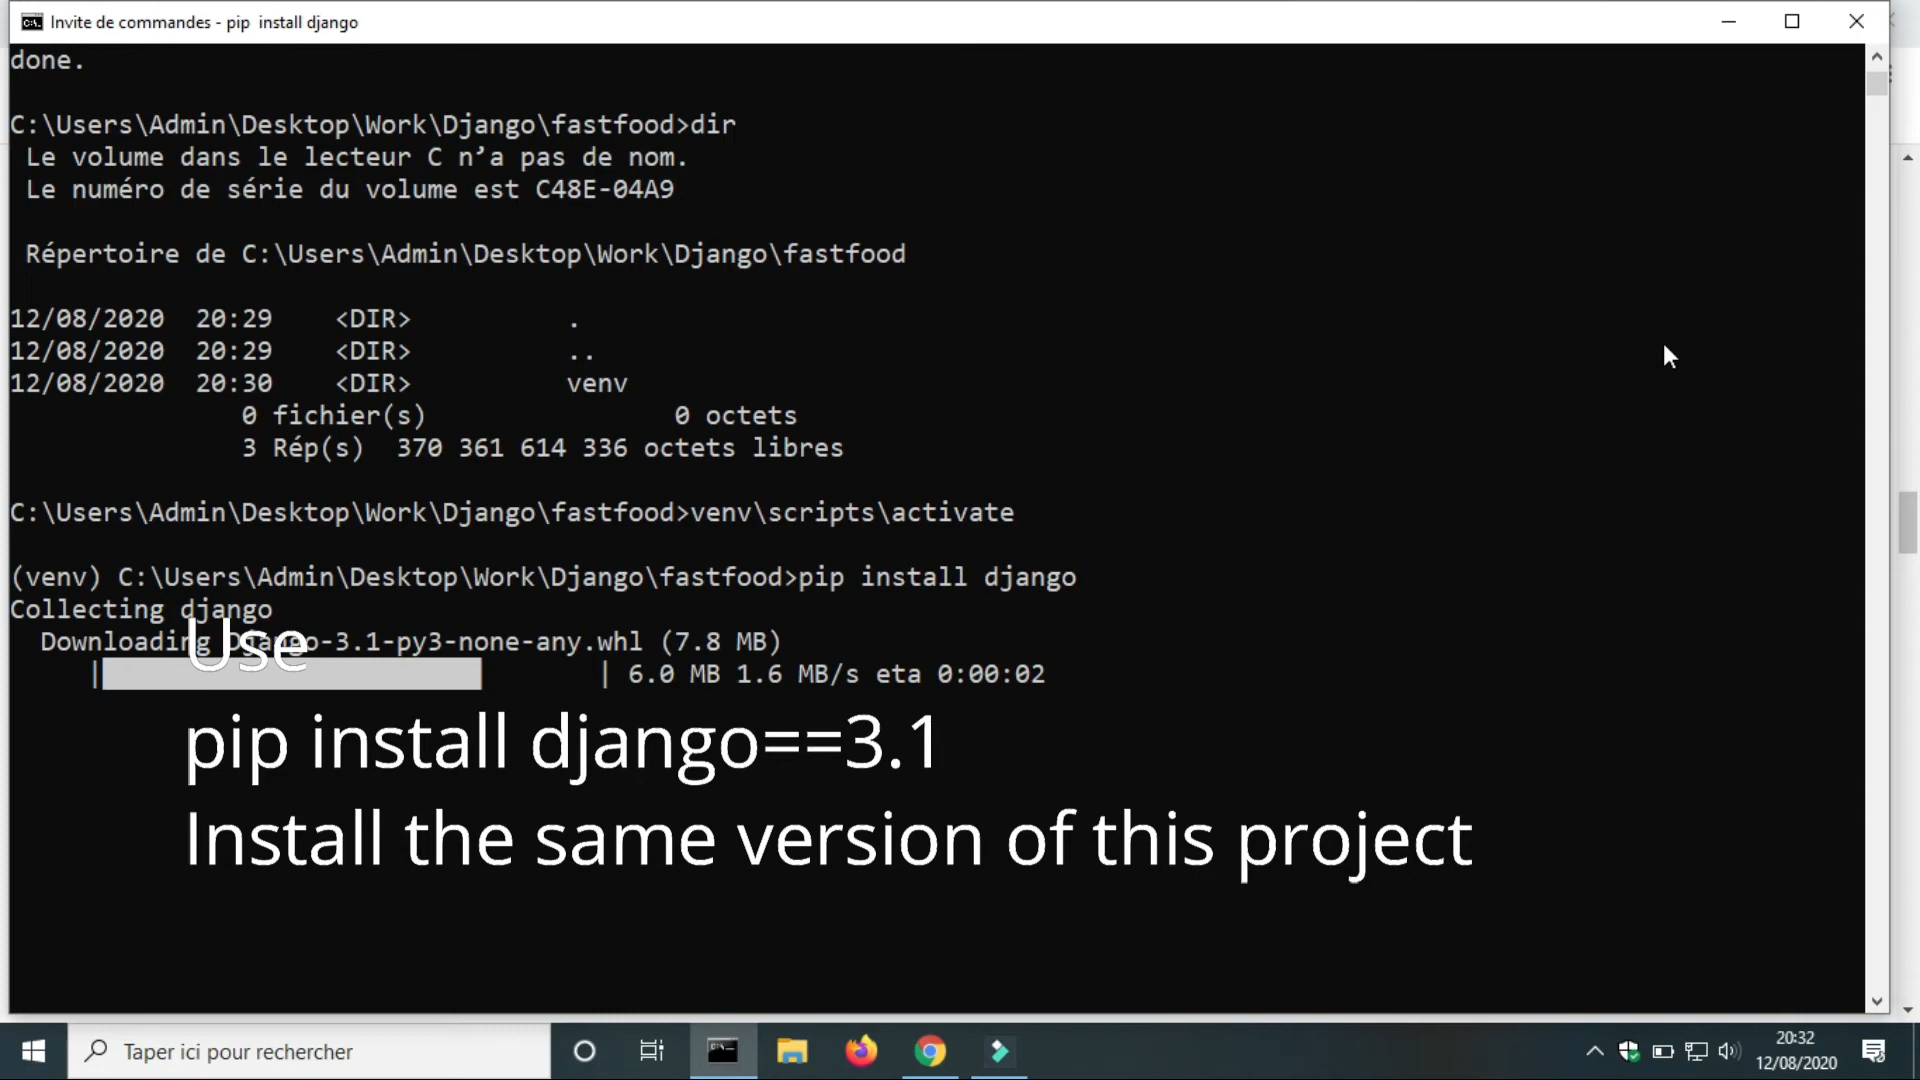 Invite de commandes - pip  install django
done.
C:\Users\Admin\Desktop\Work\Django\fastfood>dir
Le volume dans le lecteur C n’a pas de nom.
Le numéro de série du volume est C48E-04A9
Répertoire de C:\Users\Admin\Desktop\Work\Django\fastfood
12/08/2020  20:29    <DIR>          .
12/08/2020  20:29    <DIR>          ..
12/08/2020  20:30    <DIR>          venv
0 fichier(s)                0 octets
3 Rép(s)  370 361 614 336 octets libres
C:\Users\Admin\Desktop\Work\Django\fastfood>venv\scripts\activate
(venv) C:\Users\Admin\Desktop\Work\Django\fastfood>pip install django
Collecting django
Downloading Django-3.1-py3-none-any.whl (7.8 MB)
Use
| | 6.0 MB 1.6 MB/s eta 0:00:02
pip install django==3.1
Install the same version of this project
Taper ici pour rechercher
20:32
12/08/2020